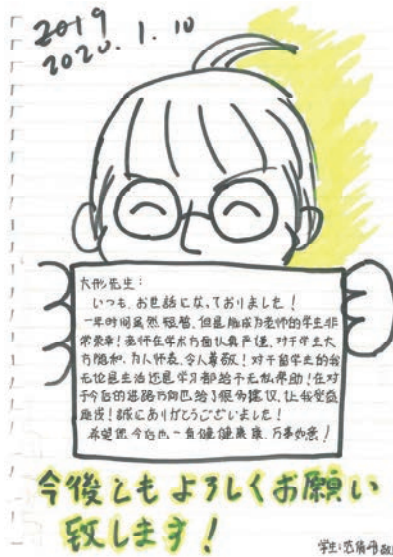 2019
2020. 1. 10
大形先生：
いつも、お世話になっておりました！
一年时间虽然短暂，但是能成为老师的学生非
常荣幸！老师在学术方面认真严谨，对于学生大
方随和，为人师表，令人尊敬！对于留学生的我
无论是生活还是学习都给予无私帮助！在对
于今后的进路方向也给了很多建议，让我受益
匪浅！誠にありがとうございました！
希望您今后也一直健健康康，万事如意！
今後ともよろしくお願い
致します！
学生：